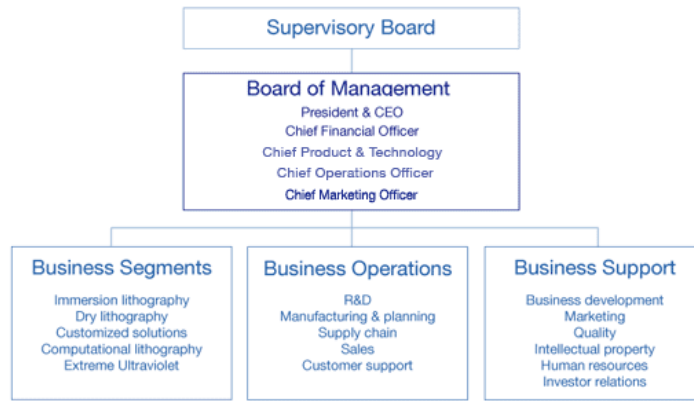 Supervisory Board
Board of Management
President & CEO
Chief Financial Officer
Chief Product & Technology
Chief Operations Officer
Chief Marketing Officer
Business Segments
Immersion lithography
Dry lithography
Customized solutions
Computational lithography
Extreme Ultraviolet
Business Operations
R&D
Manufacturing & planning
Supply chain
Sales
Customer support
Business Support
Business development
Marketing
Quality
Intellectual property
Human resources
Investor relations